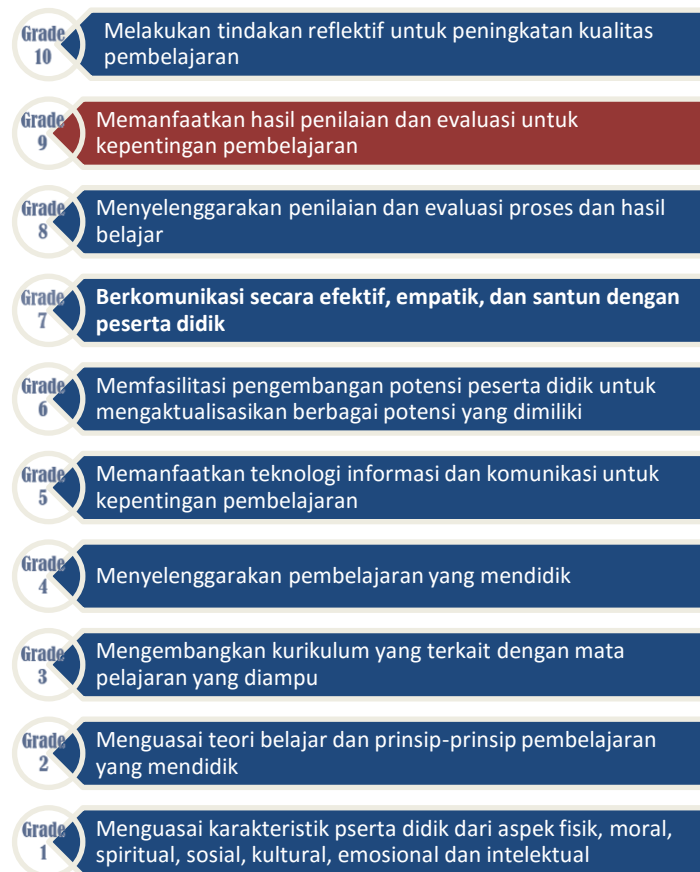 Grade
10
Melakukan tindakan reflektif untuk peningkatan kualitas
pembelajaran
Grade
9
Memanfaatkan hasil penilaian dan evaluasi untuk
kepentingan pembelajaran
Grade
8
Menyelenggarakan penilaian dan evaluasi proses dan hasil
belajar
Grade
7
Berkomunikasi secara efektif, empatik, dan santun dengan
peserta didik
Grade
6
Memfasilitasi pengembangan potensi peserta didik untuk
mengaktualisasikan berbagai potensi yang dimiliki
Grade
5
Memanfaatkan teknologi informasi dan komunikasi untuk
kepentingan pembelajaran
Grade
4
Menyelenggarakan pembelajaran yang mendidik
Grade
3
Mengembangkan kurikulum yang terkait dengan mata
pelajaran yang diampu
Grade
2
Menguasai teori belajar dan prinsip-prinsip pembelajaran
yang mendidik
Grade
1
Menguasai karakteristik pserta didik dari aspek fisik, moral,
spiritual, sosial, kultural, emosional dan intelektual